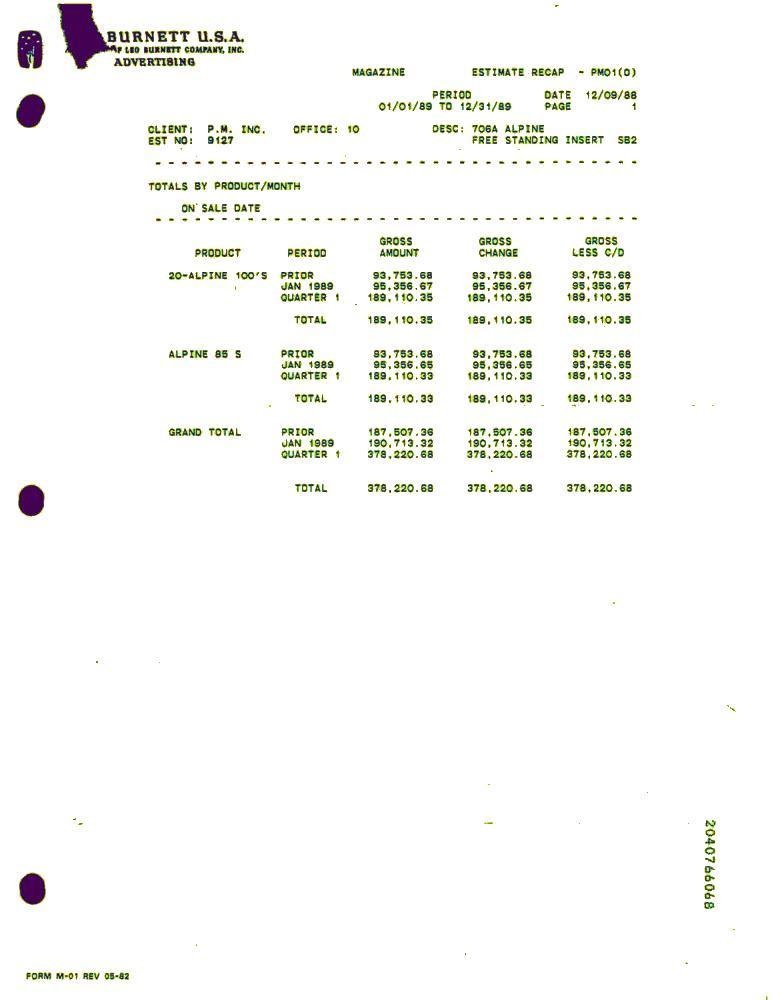 BURNETT U.S.A.
OF LEO BURNETT COMPANY, INC.
ADVERTISING
MAGAZINE ESTIMATE RECAP - PM01(0)
PERIOD DATE 12/09/88
01/01/89 TO 12/31/89 PAGE 1
CLIENT: P.M. INC. OFFICE: 10 DESC: 706A ALPINE
EST NO: 9127 FREE STANDING INSERT SB2
TOTALS BY PRODUCT/MONTH
ON SALE DATE
GROSS GROSS GROSS
PRODUCT PERIOD AMOUNT CHANGE LESS C/D
20-ALPINE 100'S PRIOR 93,753.68 93,753.68 93,753.68
JAN 1989 95,356.67 95,356.67 95,356.67
QUARTER 1 189,110.35 189,110.35 189,110.35
TOTAL 189,110.35 189,110.35 189,110.35
ALPINE 85 S PRIOR 93,753.68 93,753.68 93,753.68
JAN 1989 95,356.65 95,356.65 95,356.65
QUARTER 1 189,110.33 189,110.33 189,110.33
TOTAL 189,110.33 189,110.33 189,110.33
GRAND TOTAL PRIOR 187,507.36 187,507.36 187,507.36
JAN 1989 190,713.32 190,713.32 190,713.32
QUARTER 1 378,220.68 378,220.68 378,220.68
TOTAL 378,220.68 378,220.68 378,220.68
2040766068
FORM M-01 REV 05-82